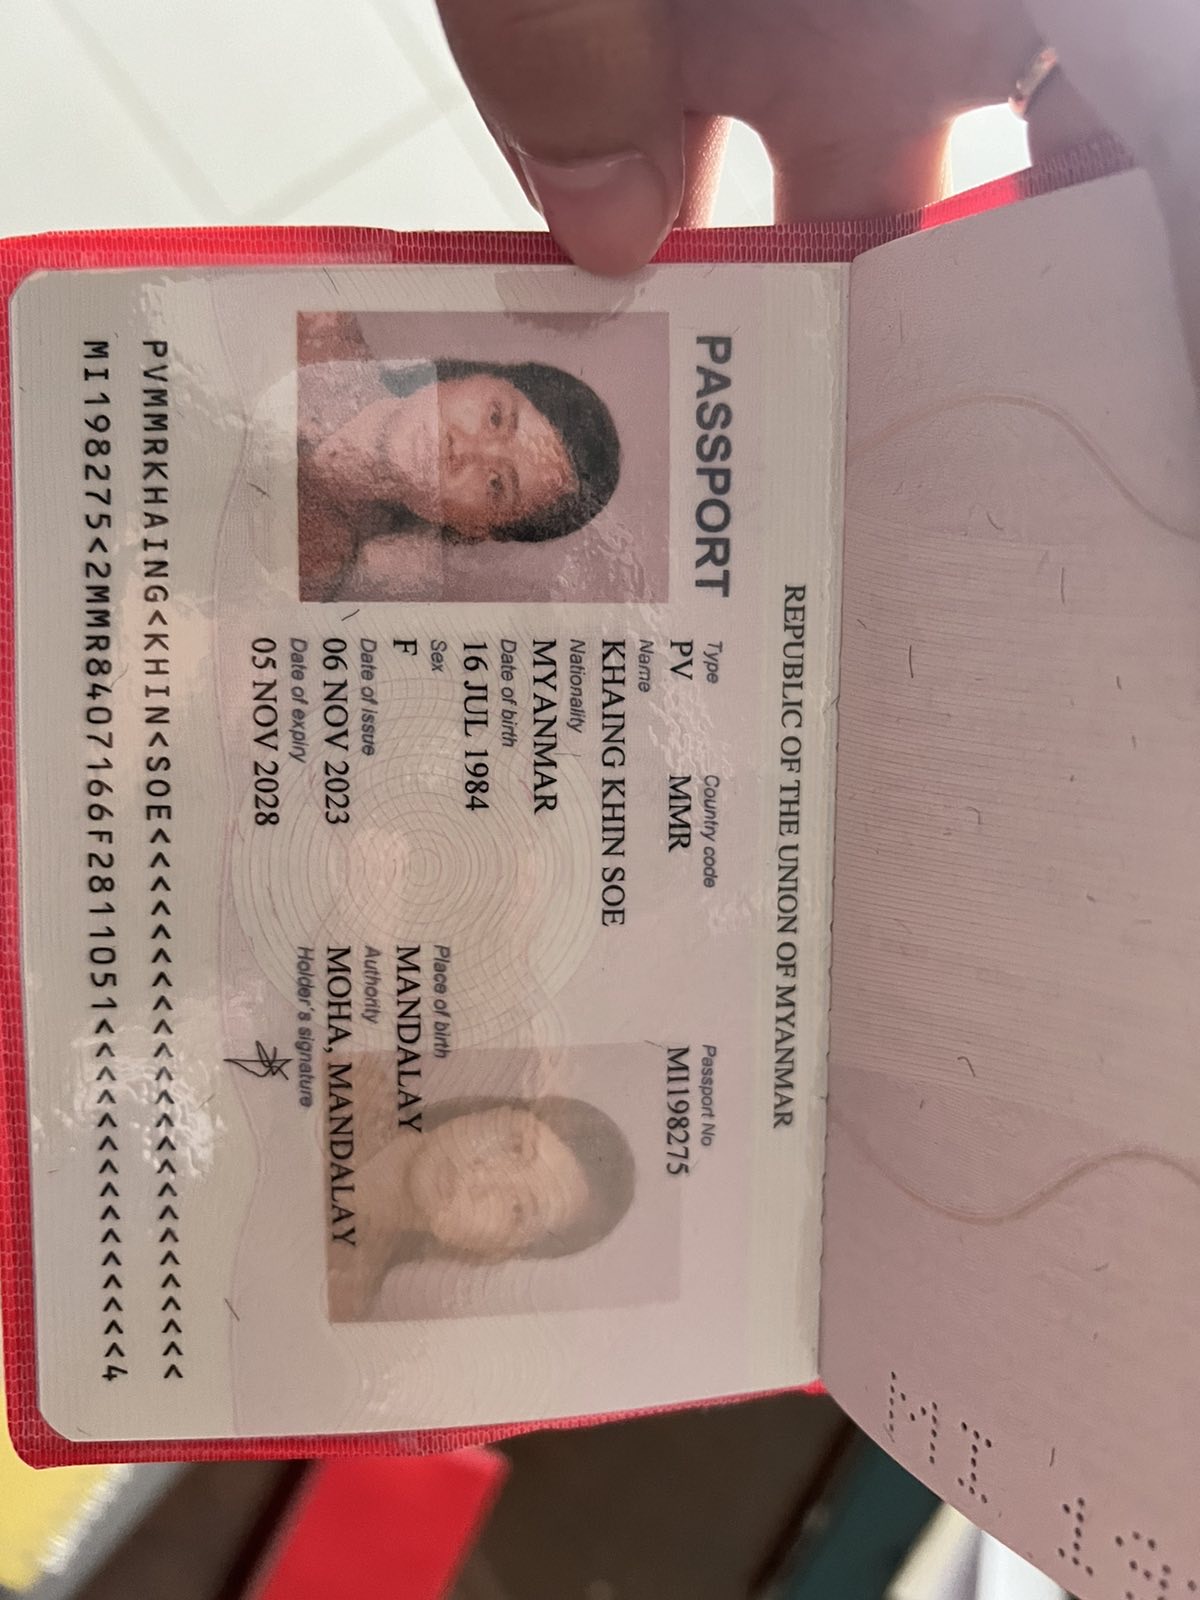 REPUBLIC OF THE UNION OF MYANMAR
PASSPORT
Type
Country code
Passport No
PV
MMR
MI198275
Name
KHAING KHIN SOE
Nationality
MYANMAR
Date of birth
16 JUL 1984
Sex
Place of birth
F
MANDALAY
Date of issue
Authority
06 NOV 2023
MOHA, MANDALAY
Date of expiry
Holder's signature
05 NOV 2028
PVMMRKHAING<KHIN<SOE<<<<<<<<<<<<<<<<<<<<<<<<
MI198275<2MMR8407166F2811051<<<<<<<<<<<<<<<4
MI 19